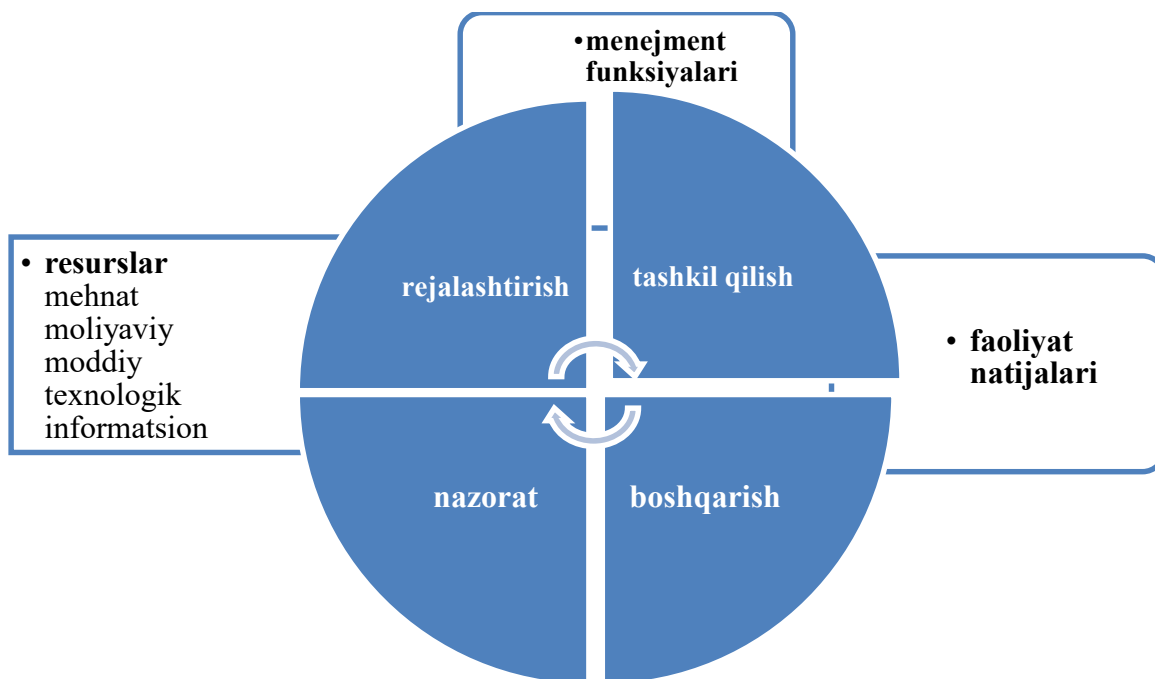 •menejment
funksiyalari
• resurslar
mehnat
moliyaviy
moddiy
texnologik
informatsion
rejalashtirish
tashkil qilish
• faoliyat
natijalari
nazorat
boshqarish